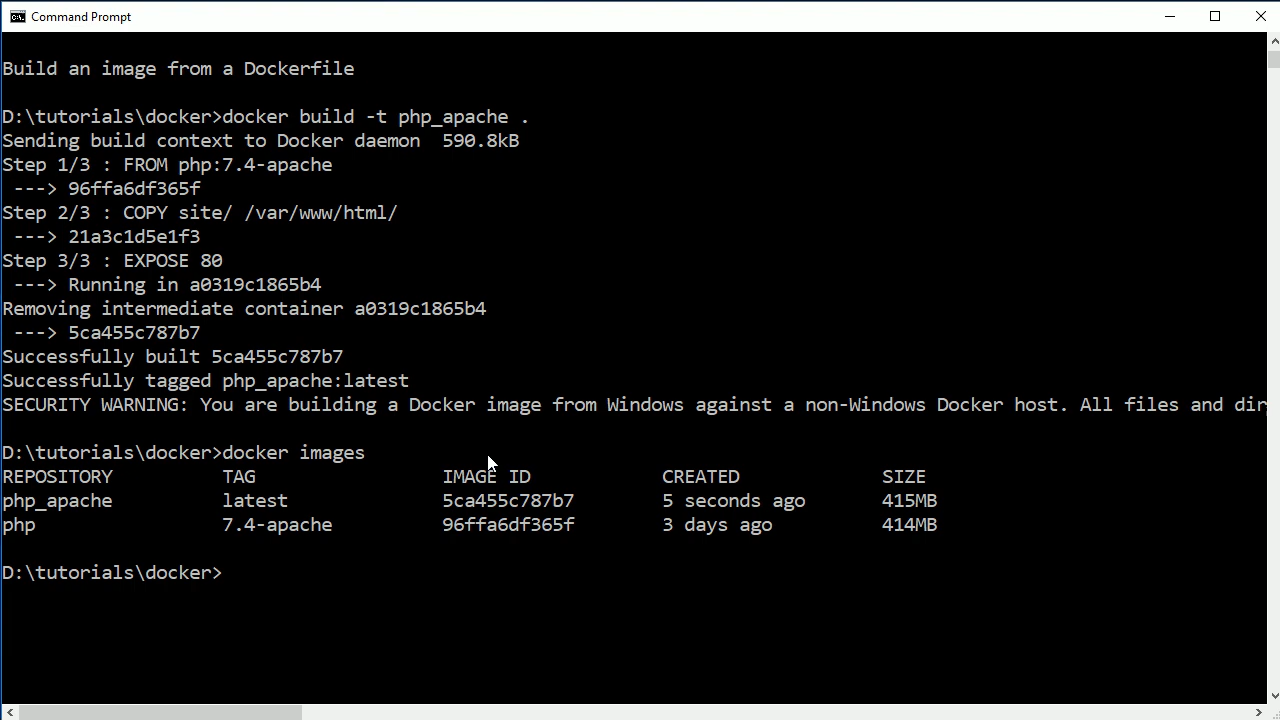 Command Prompt
Build an image from a Dockerfile
D:\tutorials\docker>docker build -t php_apache .
Sending build context to Docker daemon  590.8kB
Step 1/3 : FROM php:7.4-apache
 ---> 96ffa6df365f
Step 2/3 : COPY site/ /var/www/html/
 ---> 21a3c1d5e1f3
Step 3/3 : EXPOSE 80
 ---> Running in a0319c1865b4
Removing intermediate container a0319c1865b4
 ---> 5ca455c787b7
Successfully built 5ca455c787b7
Successfully tagged php_apache:latest
SECURITY WARNING: You are building a Docker image from Windows against a non-Windows Docker host. All files and dir
D:\tutorials\docker>docker images
REPOSITORY          TAG                 IMAGE ID            CREATED             SIZE
php_apache          latest              5ca455c787b7        5 seconds ago       415MB
php                 7.4-apache          96ffa6df365f        3 days ago          414MB
D:\tutorials\docker>